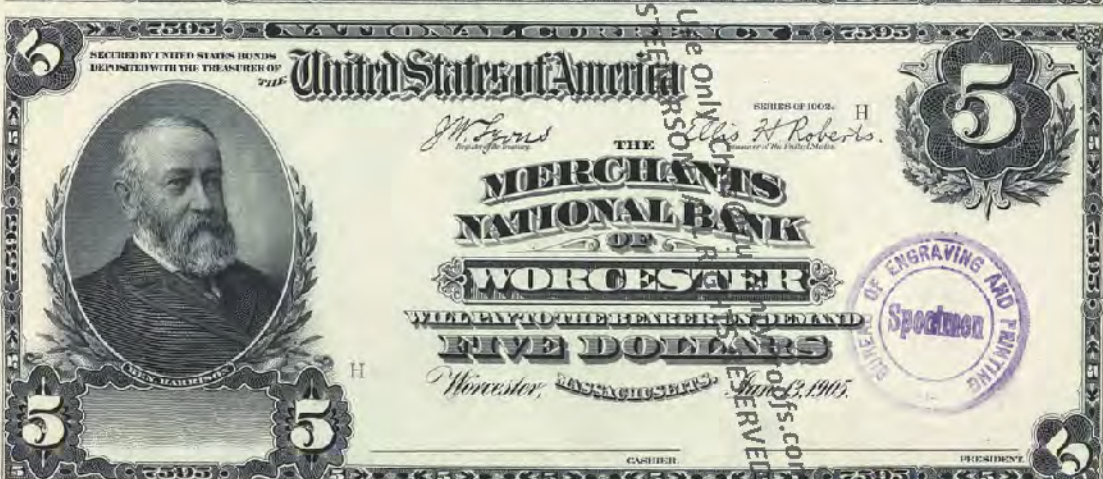 7595 NATIONAL CURRENCY 7595
SECURED BY UNITED STATES BONDS
DEPOSITED WITH THE TREASURER OF
THE United States of America
SERIES OF 1902. H
J.W. Lyons Ellis H. Roberts.
Register of the Treasury. Treasurer of the United States.
5
THE
MERCHANTS
NATIONAL BANK
OF
WORCESTER
WILL PAY TO THE BEARER ON DEMAND
FIVE DOLLARS
Worcester, MASSACHUSETTS. Jan. 13, 1905.
H
BEN. HARRISON
5 5
CASHIER. PRESIDENT.
7595 7595
BUREAU OF ENGRAVING AND PRINTING
Specimen